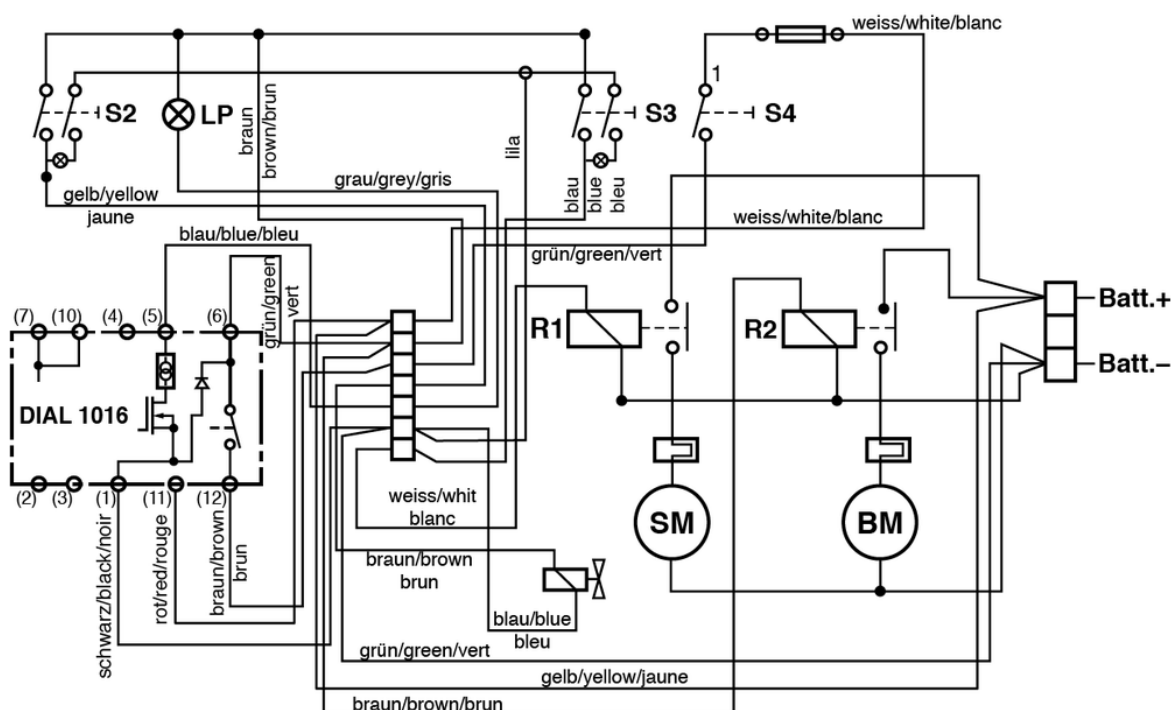 weiss/white/blanc
1
S2
LP
braun
brown/brun
lila
S3
S4
gelb/yellow
jaune
grau/grey/gris
blau
blue
bleu
weiss/white/blanc
blau/blue/bleu
grün/green/vert
grün/green
vert
(7)
(10)
(4)
(5)
(6)
R1
R2
Batt.+
Batt.–
DIAL 1016
(2)
(3)
(1)
(11)
(12)
weiss/whit
blanc
SM
BM
schwarz/black/noir
rot/red/rouge
braun/brown
brun
braun/brown
brun
blau/blue
bleu
grün/green/vert
gelb/yellow/jaune
braun/brown/brun